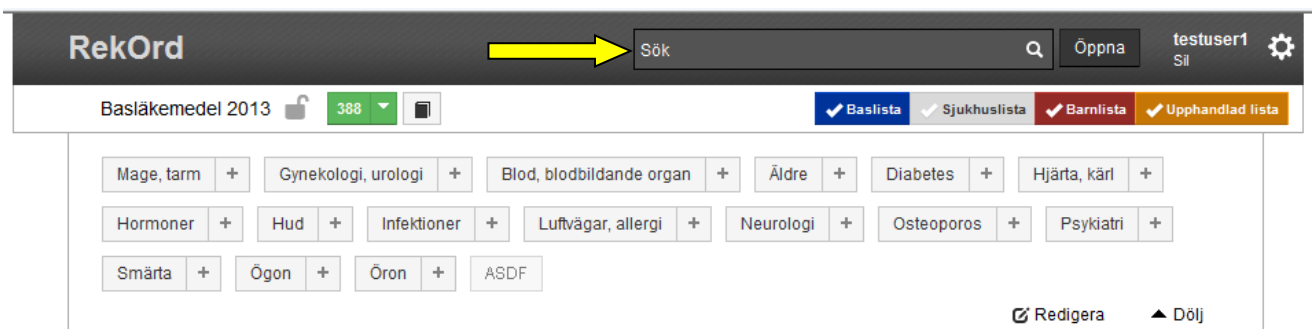 RekOrd Sök Öppna testuser1
Sil
Basläkemedel 2013 388 Baslista Sjukhuslista Barnlista Upphandlad lista
Mage, tarm + Gynekologi, urologi + Blod, blodbildande organ + Äldre + Diabetes + Hjärta, kärl +
Hormoner + Hud + Infektioner + Luftvägar, allergi + Neurologi + Osteoporos + Psykiatri +
Smärta + Ögon + Öron + ASDF
Redigera Dölj